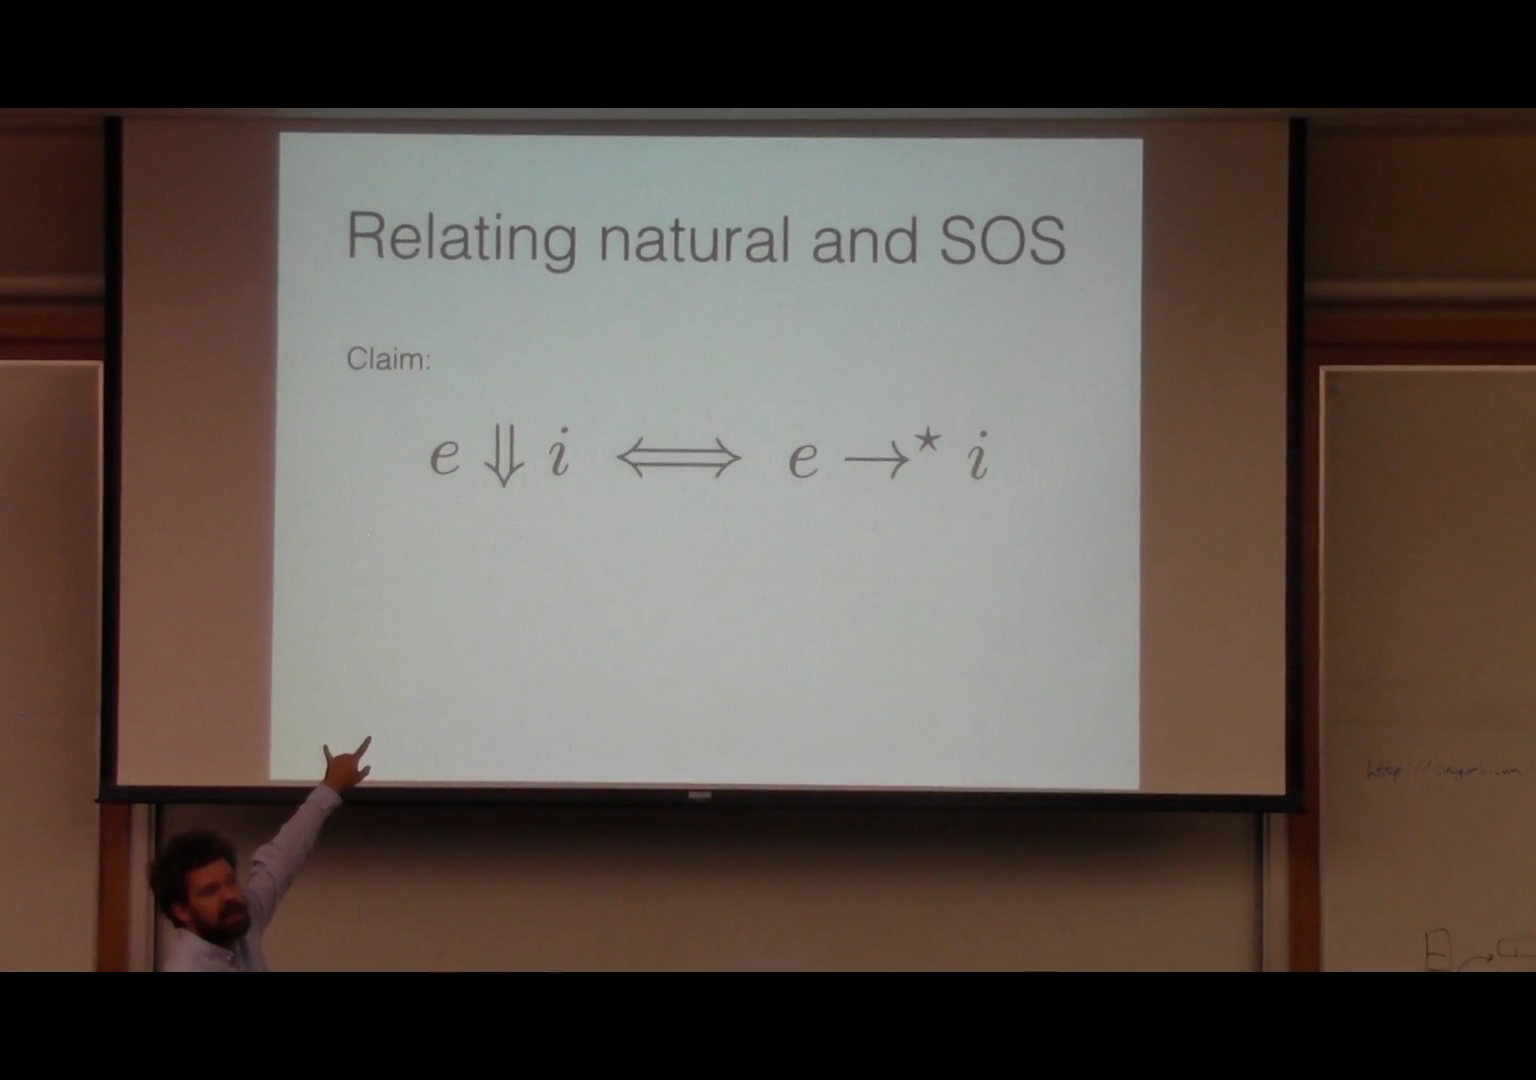 Relating natural and SOS
Claim:
e ⇓ i ⟺ e →* i